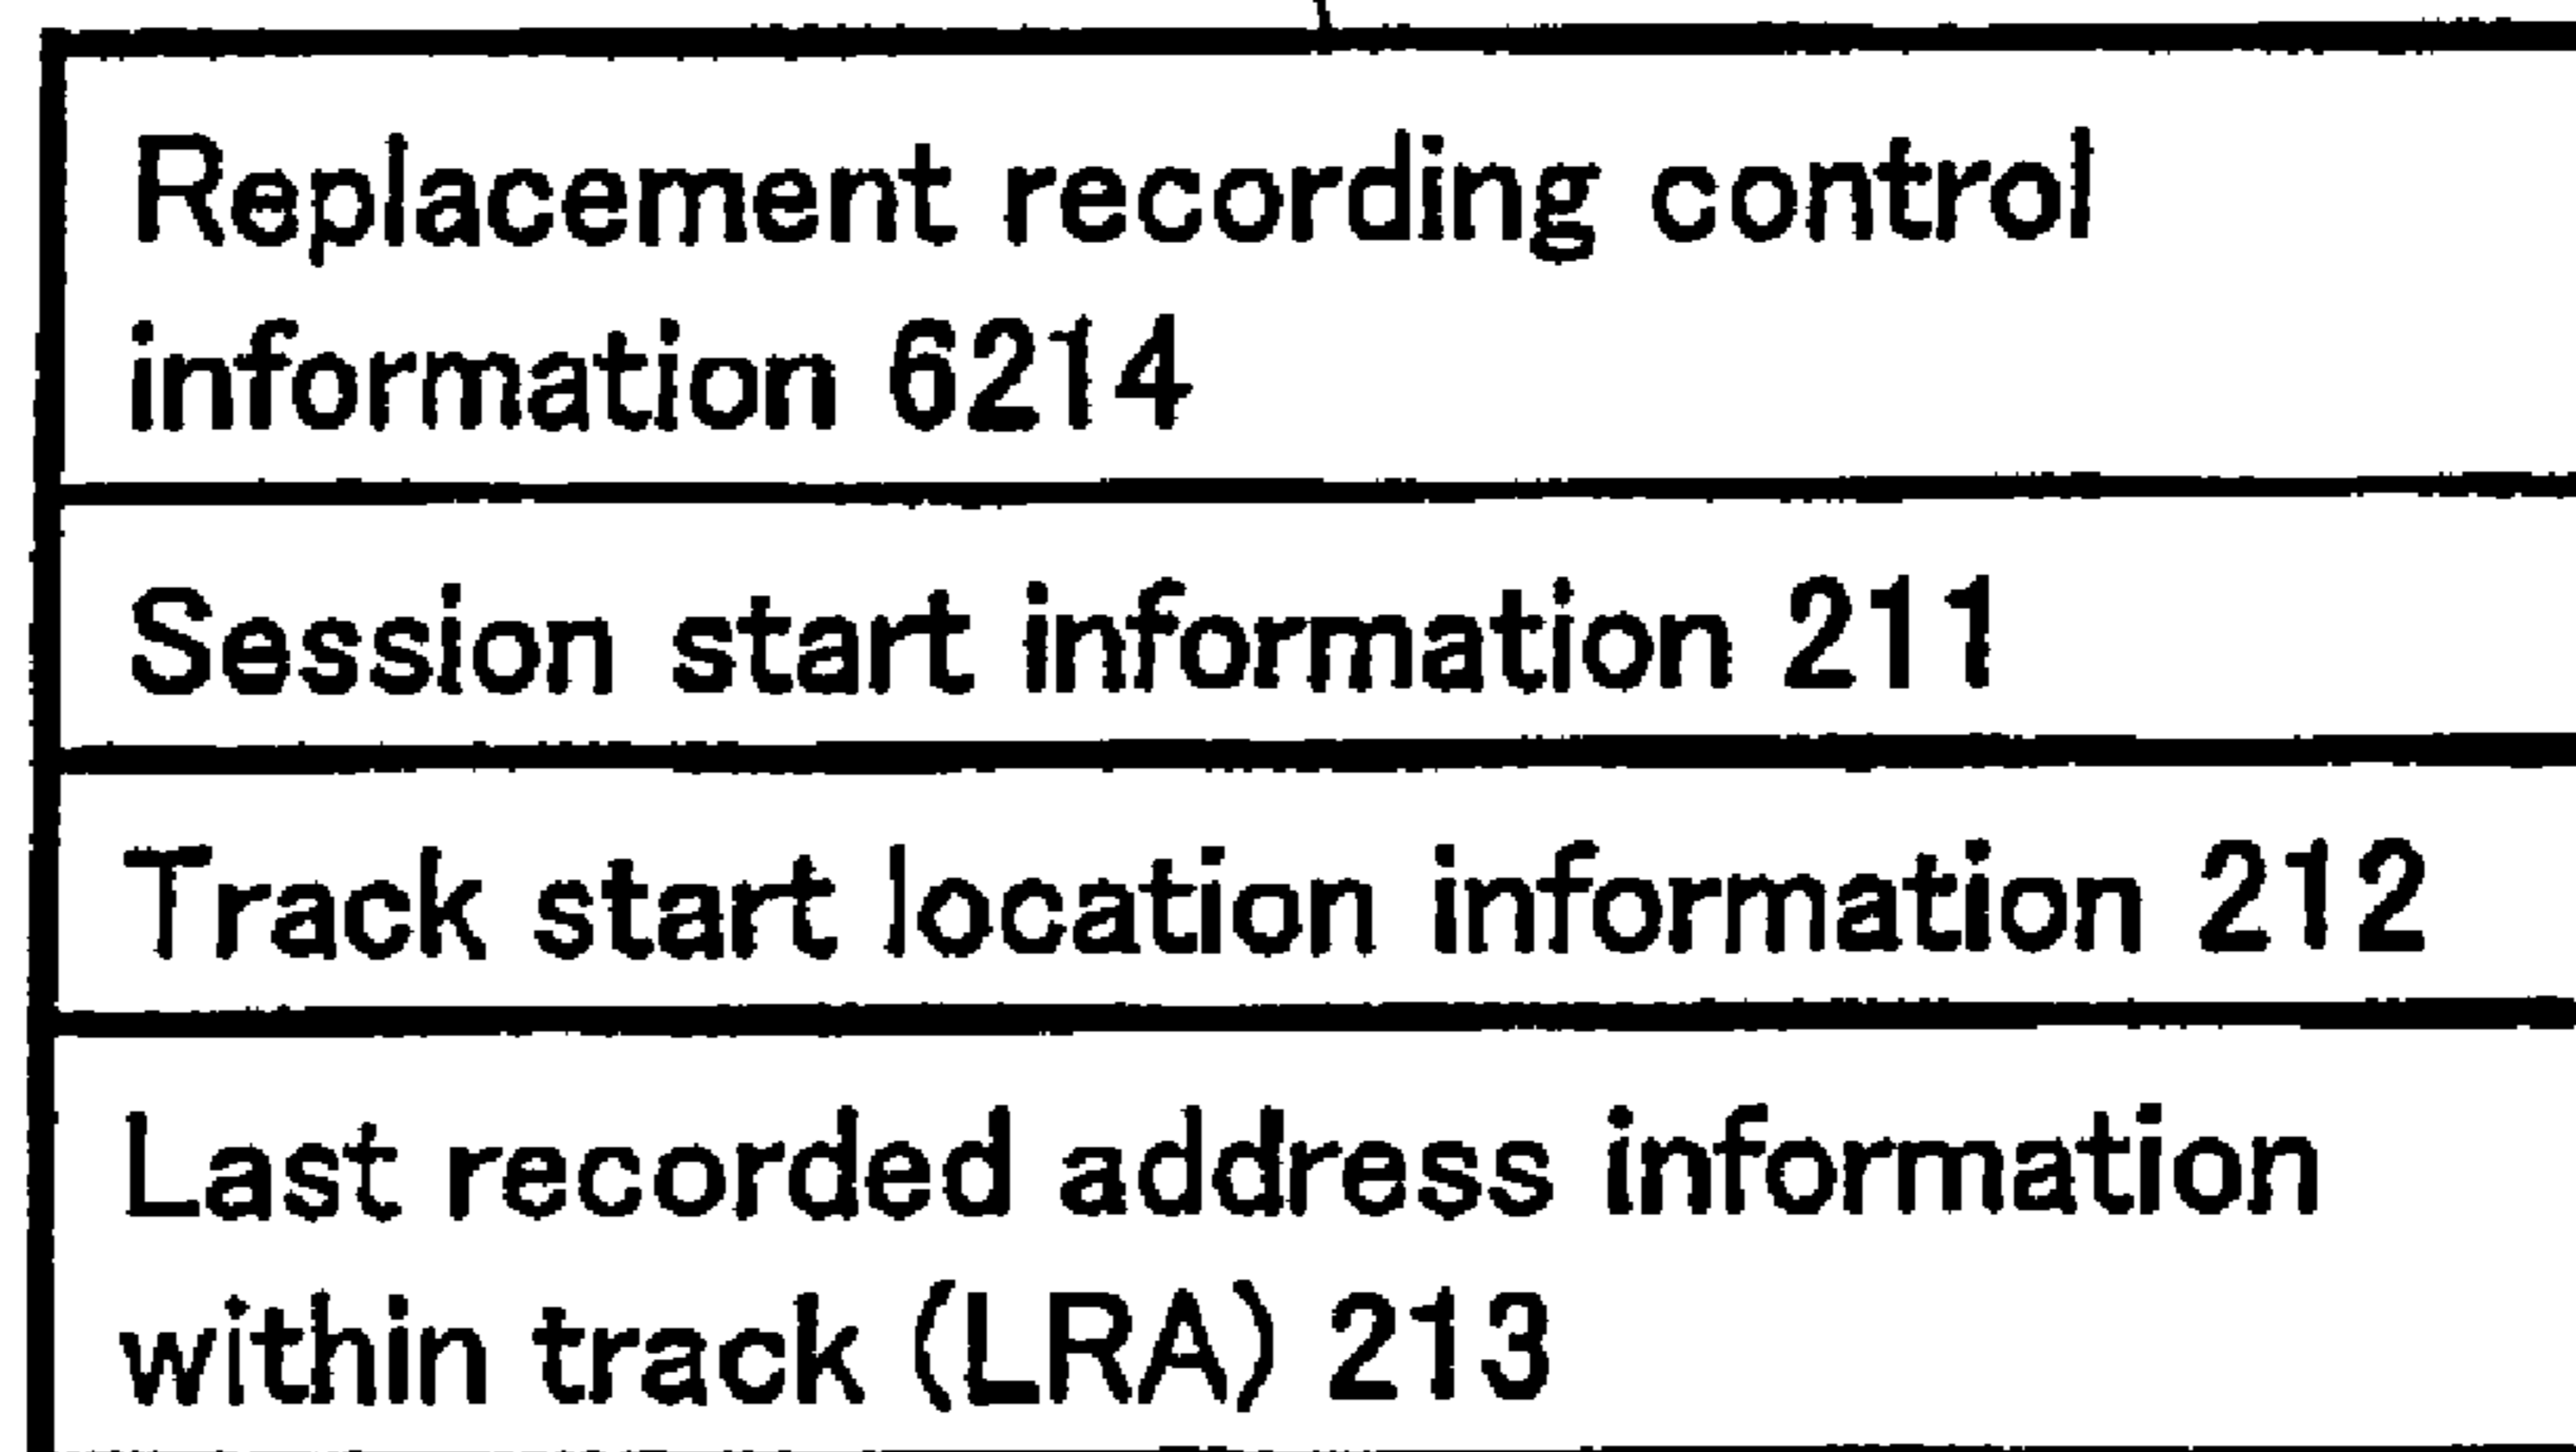 Replacement recording control
information 6214
Session start information 211
Track start location information 212
Last recorded address information
within track (LRA) 213